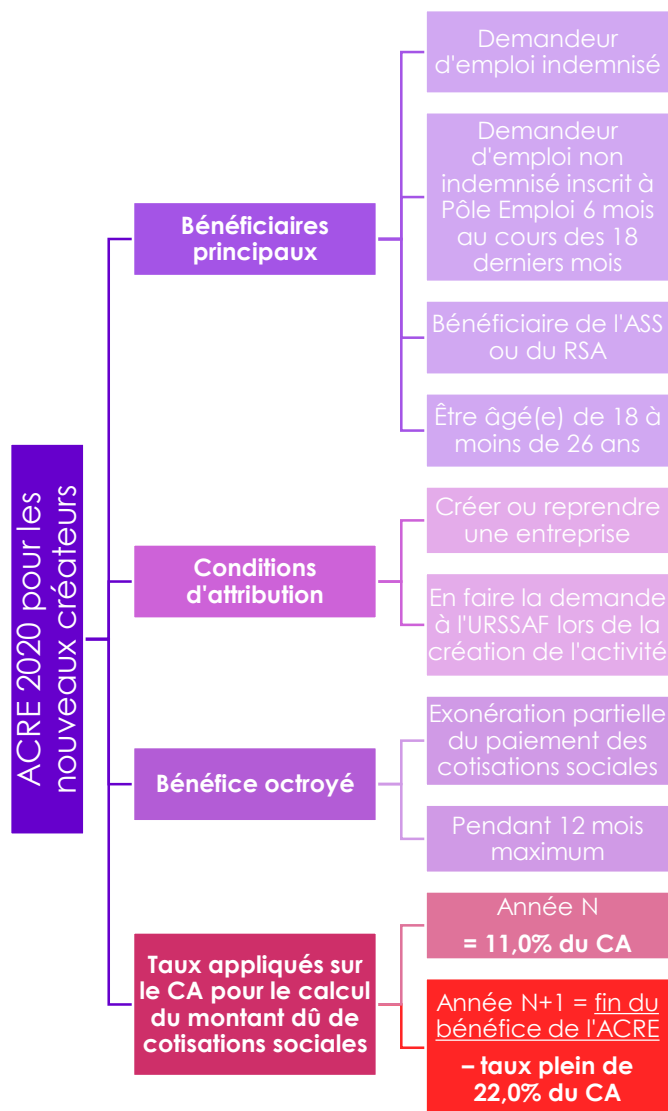 ACRE 2020 pour les
nouveaux créateurs
Bénéficiaires
principaux
Demandeur
d'emploi indemnisé
Demandeur
d'emploi non
indemnisé inscrit à
Pôle Emploi 6 mois
au cours des 18
derniers mois
Bénéficiaire de l'ASS
ou du RSA
Être âgé(e) de 18 à
moins de 26 ans
Conditions
d'attribution
Créer ou reprendre
une entreprise
En faire la demande
à l'URSSAF lors de la
création de l'activité
Bénéfice octroyé
Exonération partielle
du paiement des
cotisations sociales
Pendant 12 mois
maximum
Taux appliqués sur
le CA pour le calcul
du montant dû de
cotisations sociales
Année N
= 11,0% du CA
Année N+1 = fin du
bénéfice de l'ACRE
– taux plein de
22,0% du CA